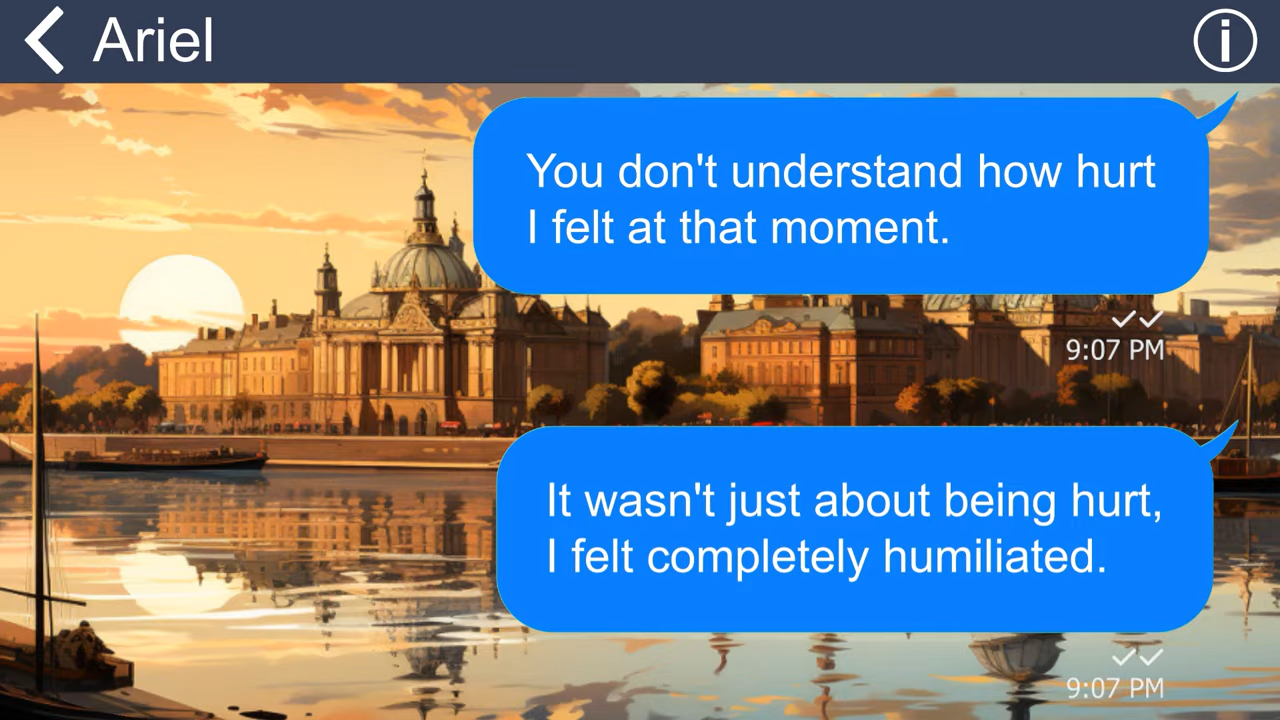 Ariel
You don't understand how hurt
I felt at that moment.
9:07 PM
It wasn't just about being hurt,
I felt completely humiliated.
9:07 PM